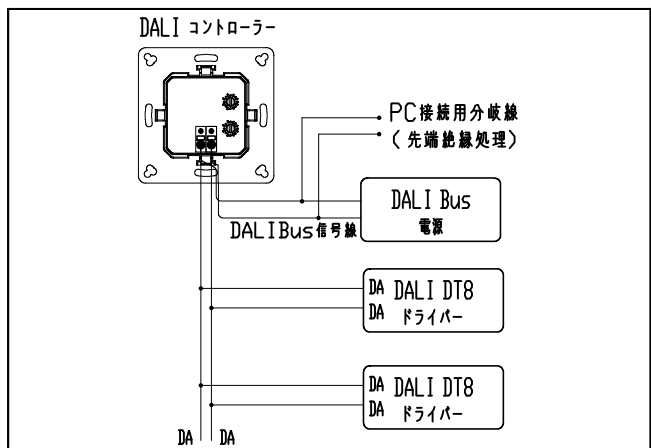 DALI コントローラー
PC接続用分岐線
(先端絶縁処理)
DALI Bus
電源
DALIBus信号線
DA DALI DT8
DA ドライバー
DA DALI DT8
DA ドライバー
DA DA